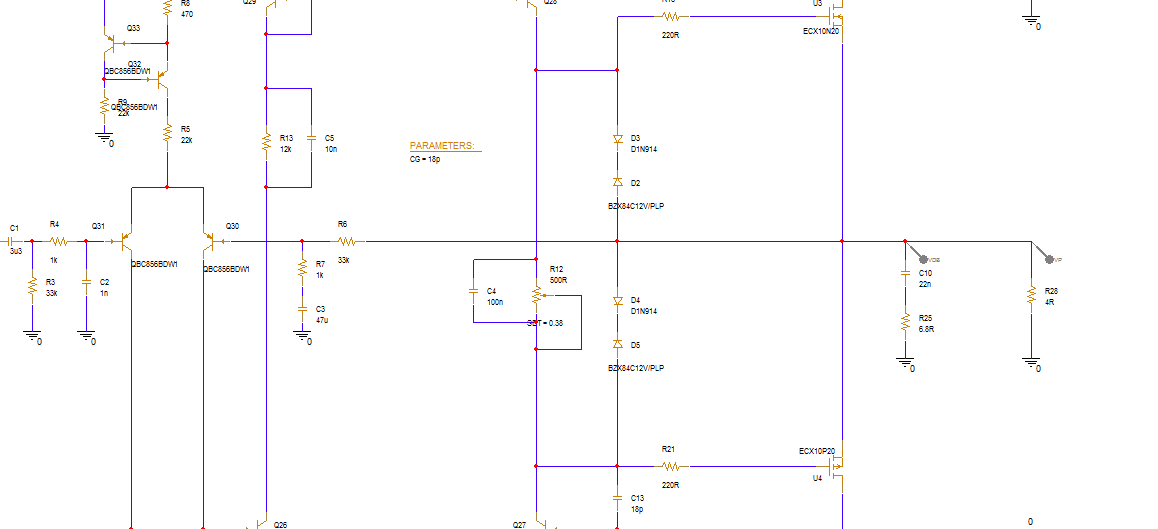 R8
470
Q29
Q28
220R
U3
ECX10N20
0
Q33
Q32
QBC856BDW1
R9
22k
QBC856BDW1
0
R5
22k
R13
12k
C5
10n
PARAMETERS:
CG = 18p
D3
D1N914
D2
BZX84C12V/PLP
C1
3u3
R4
1k
Q31
Q30
R6
33k
QBC856BDW1
QBC856BDW1
R3
33k
C2
1n
0
0
R7
1k
C3
47u
0
C4
100n
R12
500R
SET = 0.38
D4
D1N914
D5
BZX84C12V/PLP
VDB
VP
C10
22n
R25
6.8R
0
R28
4R
0
R21
220R
ECX10P20
U4
C13
18p
Q26
Q27
0